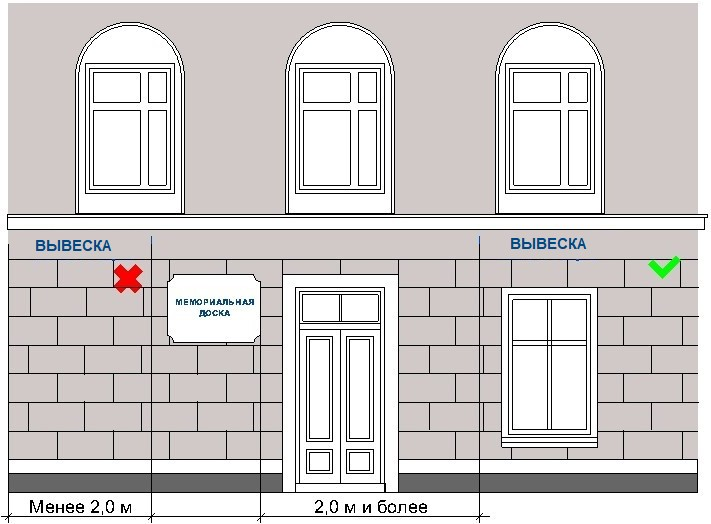 ВЫВЕСКА
ВЫВЕСКА
МЕМОРИАЛЬНАЯ
ДОСКА
Менее 2,0 м
2,0 м и более